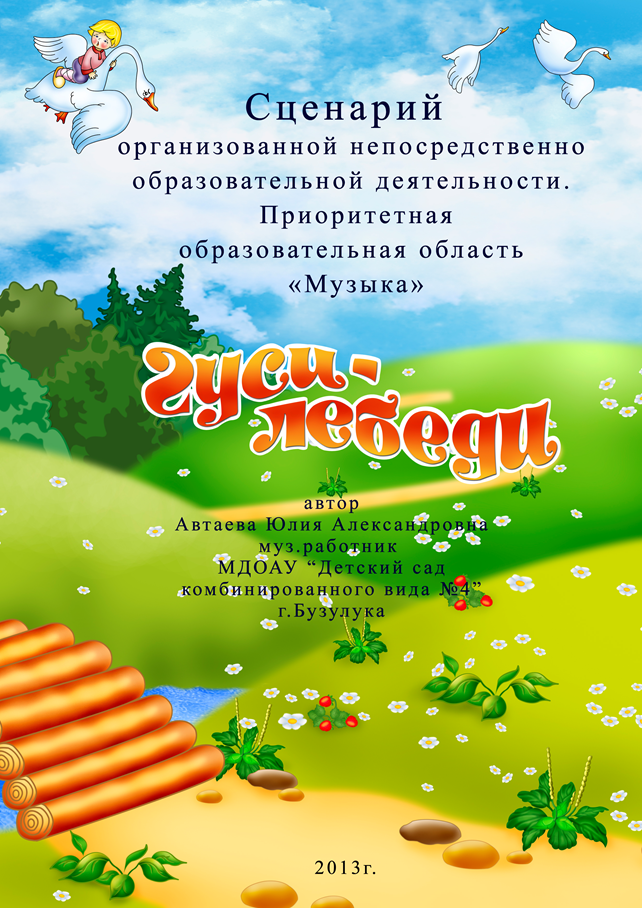 Сценарий
организованной непосредственно
образовательной деятельности.
Приоритетная
образовательная область
«Музыка»
гуси-
лебеди
автор
Автаева Юлия Александровна
муз.работник
МДОАУ “Детский сад
комбинированного вида №4”
г.Бузулука
2013г.